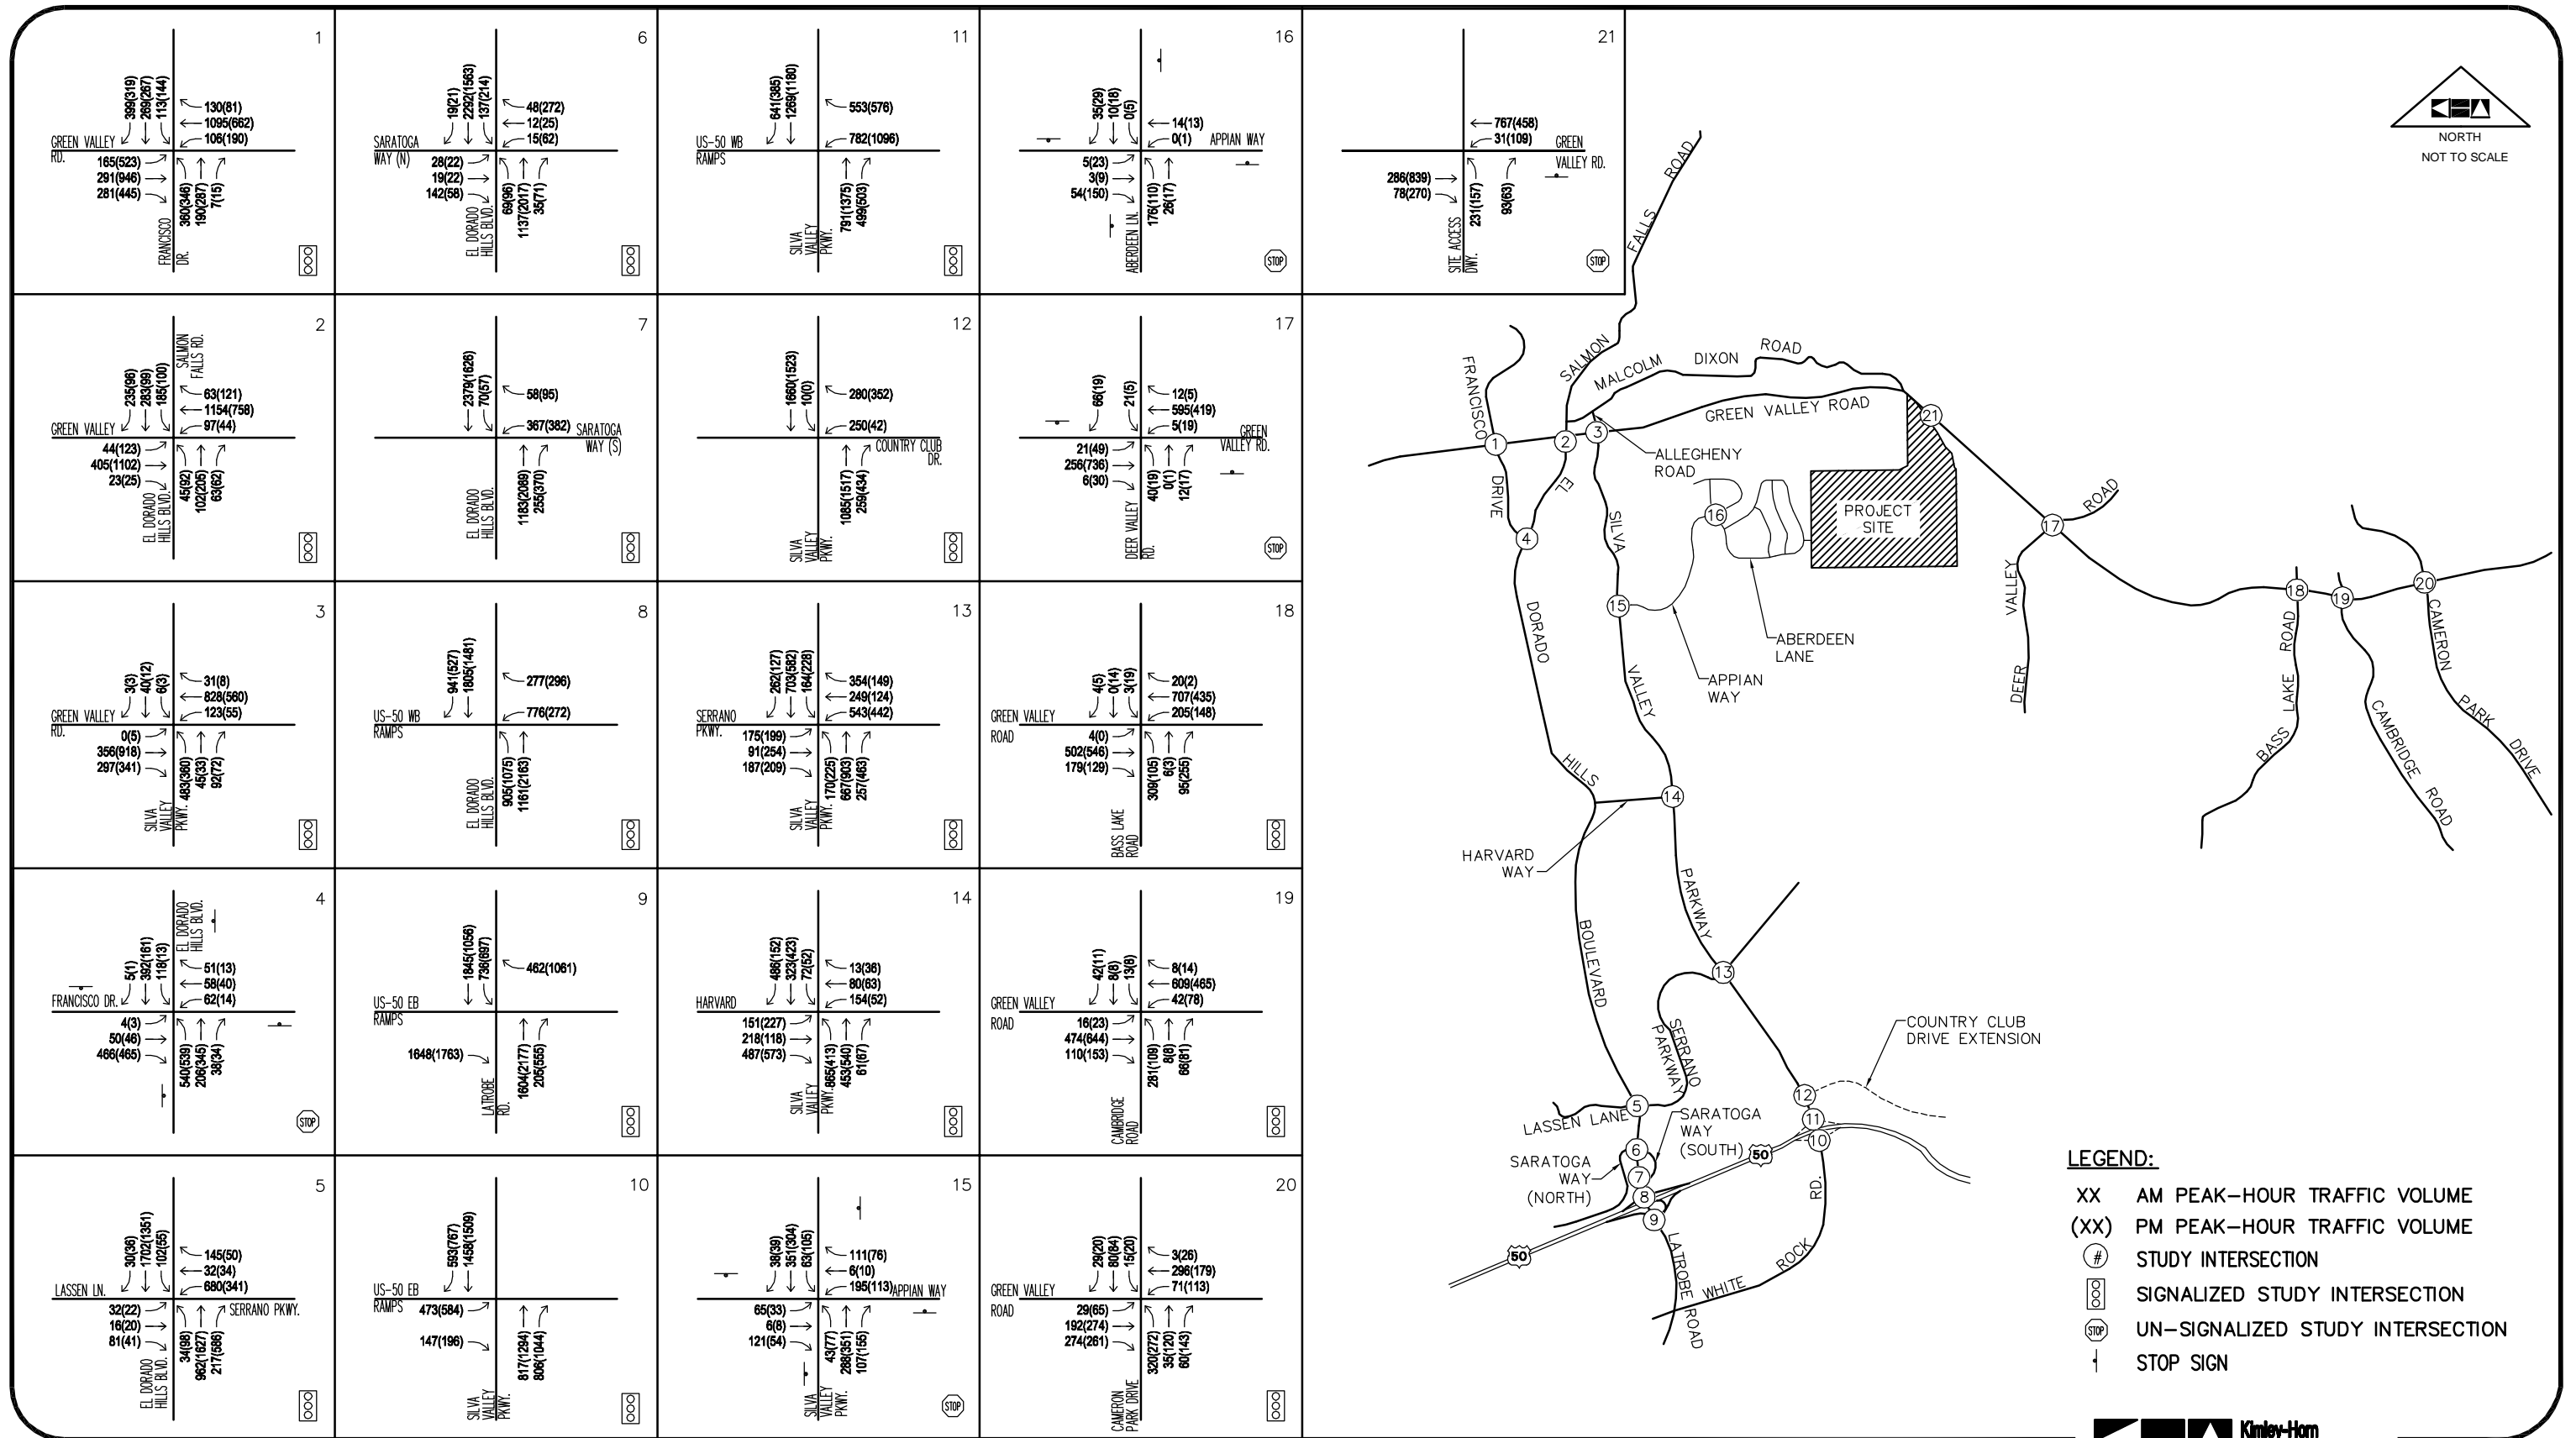 1
399(319)
269(267)
113(144)
130(81)
1095(662)
106(190)
GREEN VALLEY
RD.
165(523)
291(946)
281(445)
360(346)
190(287)
7(15)
FRANCISCO
DR.
6
19(21)
2292(1563)
137(214)
48(272)
12(25)
15(62)
SARATOGA
WAY (N)
28(22)
19(22)
142(58)
69(96)
1137(2017)
35(71)
EL DORADO
HILLS BLVD.
11
641(385)
1269(1180)
553(576)
782(1096)
US-50 WB
RAMPS
791(1375)
499(503)
SILVA
VALLEY
PKWY.
16
35(29)
10(18)
0(5)
14(13)
0(1)
APPIAN WAY
5(23)
3(9)
54(150)
176(110)
26(17)
ABERDEEN LN.
STOP
21
767(458)
31(109)
GREEN
VALLEY RD.
286(839)
78(270)
231(157)
93(63)
SITE ACCESS
DWY.
STOP
2
SALMON
FALLS RD.
235(96)
283(99)
185(100)
63(121)
1154(758)
97(44)
GREEN VALLEY
44(123)
405(1102)
23(25)
45(92)
102(205)
63(62)
EL DORADO
HILLS BLVD.
7
2379(1626)
70(57)
58(95)
367(382)
SARATOGA
WAY (S)
1183(2089)
255(370)
EL DORADO
HILLS BLVD.
12
1660(1523)
10(0)
280(352)
250(42)
COUNTRY CLUB
DR.
1085(1517)
259(434)
SILVA
VALLEY
PKWY.
17
66(19)
21(5)
12(5)
595(419)
5(19)
GREEN
VALLEY RD.
21(49)
256(736)
6(30)
40(19)
0(1)
12(17)
DEER VALLEY
RD.
STOP
3
3(3)
40(12)
6(3)
31(8)
828(560)
123(55)
GREEN VALLEY
RD.
0(5)
356(918)
297(341)
483(360)
45(33)
92(72)
SILVA
VALLEY
PKWY.
8
941(527)
1805(1481)
277(296)
776(272)
US-50 WB
RAMPS
905(1075)
1161(2163)
EL DORADO
HILLS BLVD.
13
262(127)
703(582)
164(228)
354(149)
249(124)
543(442)
SERRANO
PKWY.
175(199)
91(254)
187(209)
170(225)
667(903)
257(463)
SILVA
VALLEY
PKWY.
18
4(5)
0(14)
3(19)
20(2)
707(435)
205(148)
GREEN VALLEY
ROAD
4(0)
502(546)
179(129)
309(105)
6(3)
95(255)
BASS LAKE
ROAD
4
EL DORADO
HILLS BLVD.
5(1)
392(161)
118(13)
51(13)
58(40)
62(14)
FRANCISCO DR.
4(3)
50(46)
466(465)
540(539)
206(345)
38(34)
STOP
9
1845(1056)
736(697)
462(1061)
US-50 EB
RAMPS
1648(1763)
1604(2177)
205(555)
LATROBE
RD.
14
486(152)
323(423)
72(52)
13(36)
80(63)
154(52)
HARVARD
151(227)
218(118)
487(573)
865(413)
453(540)
61(67)
SILVA
VALLEY
PKWY.
19
42(11)
8(8)
13(8)
8(14)
609(465)
42(78)
GREEN VALLEY
ROAD
16(23)
474(644)
110(153)
281(109)
8(8)
66(81)
CAMBRIDGE
ROAD
5
30(36)
1702(1351)
102(55)
145(50)
32(34)
680(341)
LASSEN LN.
SERRANO PKWY.
32(22)
16(20)
81(41)
34(98)
962(1627)
217(586)
EL DORADO
HILLS BLVD.
10
593(767)
1458(1509)
US-50 EB
RAMPS
473(584)
147(196)
817(1294)
806(1044)
SILVA
VALLEY
PKWY.
15
38(39)
351(304)
63(105)
111(76)
6(10)
195(113)
APPIAN WAY
65(33)
6(8)
121(54)
43(77)
288(351)
107(155)
SILVA
VALLEY
PKWY.
STOP
20
29(20)
80(84)
15(20)
3(26)
296(179)
71(113)
GREEN VALLEY
ROAD
29(65)
192(274)
274(261)
320(272)
35(120)
60(143)
CAMERON
PARK DRIVE
NORTH
NOT TO SCALE
SALMON FALLS ROAD
MALCOLM DIXON ROAD
GREEN VALLEY ROAD
FRANCISCO DRIVE
ALLEGHENY
ROAD
PROJECT
SITE
ABERDEEN
LANE
APPIAN
WAY
EL DORADO HILLS BOULEVARD
SILVA VALLEY PARKWAY
DEER VALLEY ROAD
BASS LAKE ROAD
CAMBRIDGE ROAD
CAMERON PARK DRIVE
HARVARD
WAY
SERRANO
PARKWAY
COUNTRY CLUB
DRIVE EXTENSION
LASSEN LANE
SARATOGA
WAY
(SOUTH)
SARATOGA
WAY
(NORTH)
50
50
LATROBE ROAD
WHITE ROCK RD.
1
2
3
4
5
6
7
8
9
10
11
12
13
14
15
16
17
18
19
20
21
LEGEND:
XX AM PEAK-HOUR TRAFFIC VOLUME
(XX) PM PEAK-HOUR TRAFFIC VOLUME
# STUDY INTERSECTION
SIGNALIZED STUDY INTERSECTION
STOP UN-SIGNALIZED STUDY INTERSECTION
STOP SIGN
Kimley-Horn